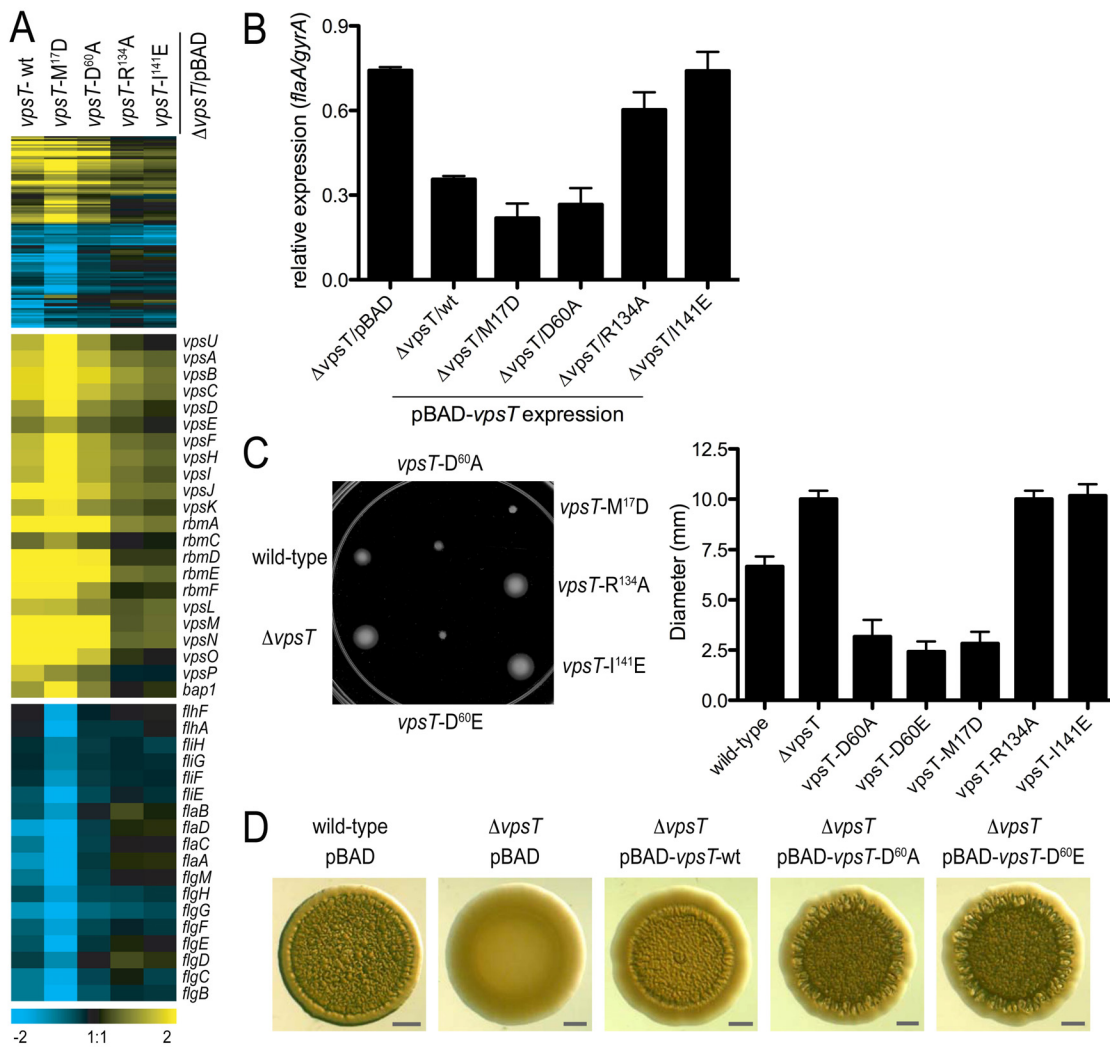 A
vpsT- wt
vpsT-M17D
vpsT-D60A
vpsT-R134A
vpsT-I141E
ΔvpsT/pBAD
vpsU
vpsA
vpsB
vpsC
vpsD
vpsE
vpsF
vpsH
vpsI
vpsJ
vpsK
rbmA
rbmC
rbmD
rbmE
rbmF
vpsL
vpsM
vpsN
vpsO
vpsP
bap1
flhF
flhA
fliH
fliG
fliF
fliE
flaB
flaD
flaC
flaA
flgM
flgH
flgG
flgF
flgE
flgD
flgC
flgB
-2 1:1 2
B
relative expression (flaA/gyrA)
0.9
0.6
0.3
0.0
ΔvpsT/pBAD
ΔvpsT/wt
ΔvpsT/M17D
ΔvpsT/D60A
ΔvpsT/R134A
ΔvpsT/I141E
pBAD-vpsT expression
C
vpsT-D60A
vpsT-M17D
wild-type
vpsT-R134A
ΔvpsT
vpsT-I141E
vpsT-D60E
Diameter (mm)
12.5
10.0
7.5
5.0
2.5
0.0
wild-type
ΔvpsT
vpsT-D60A
vpsT-D60E
vpsT-M17D
vpsT-R134A
vpsT-I141E
D
wild-type
pBAD
ΔvpsT
pBAD
ΔvpsT
pBAD-vpsT-wt
ΔvpsT
pBAD-vpsT-D60A
ΔvpsT
pBAD-vpsT-D60E